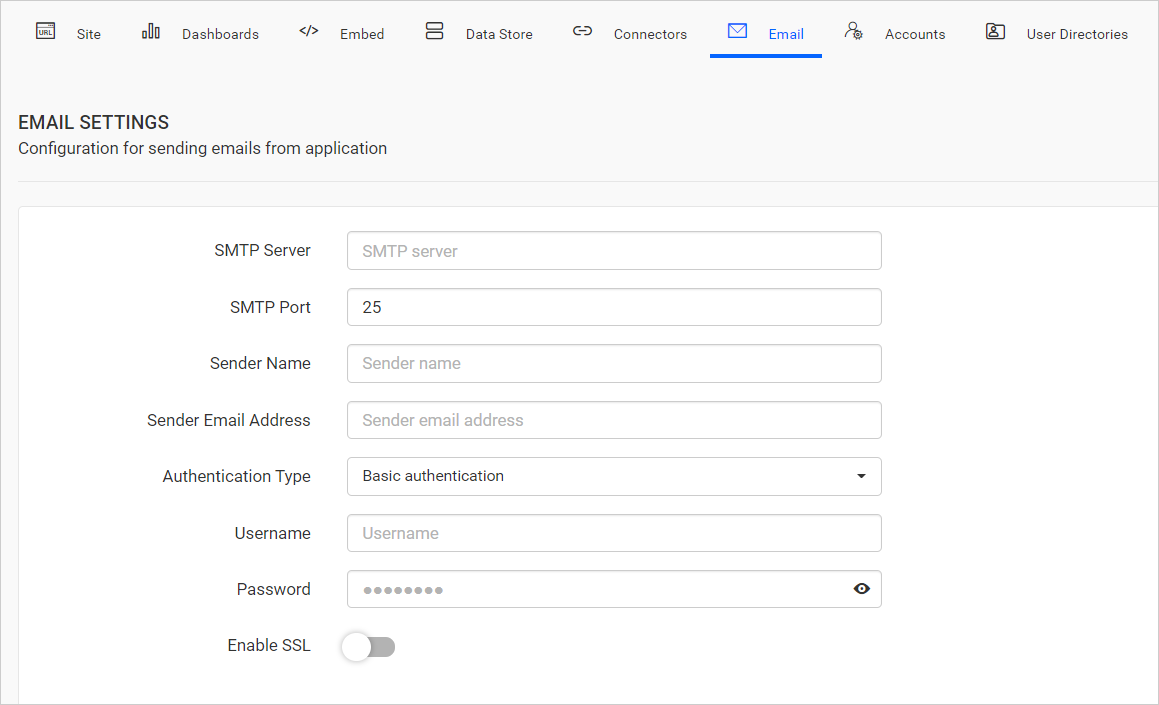 URL Site Dashboards </> Embed Data Store Connectors Email Accounts User Directories
EMAIL SETTINGS
Configuration for sending emails from application
SMTP Server SMTP server
SMTP Port 25
Sender Name Sender name
Sender Email Address Sender email address
Authentication Type Basic authentication
Username Username
Password ●●●●●●●●
Enable SSL